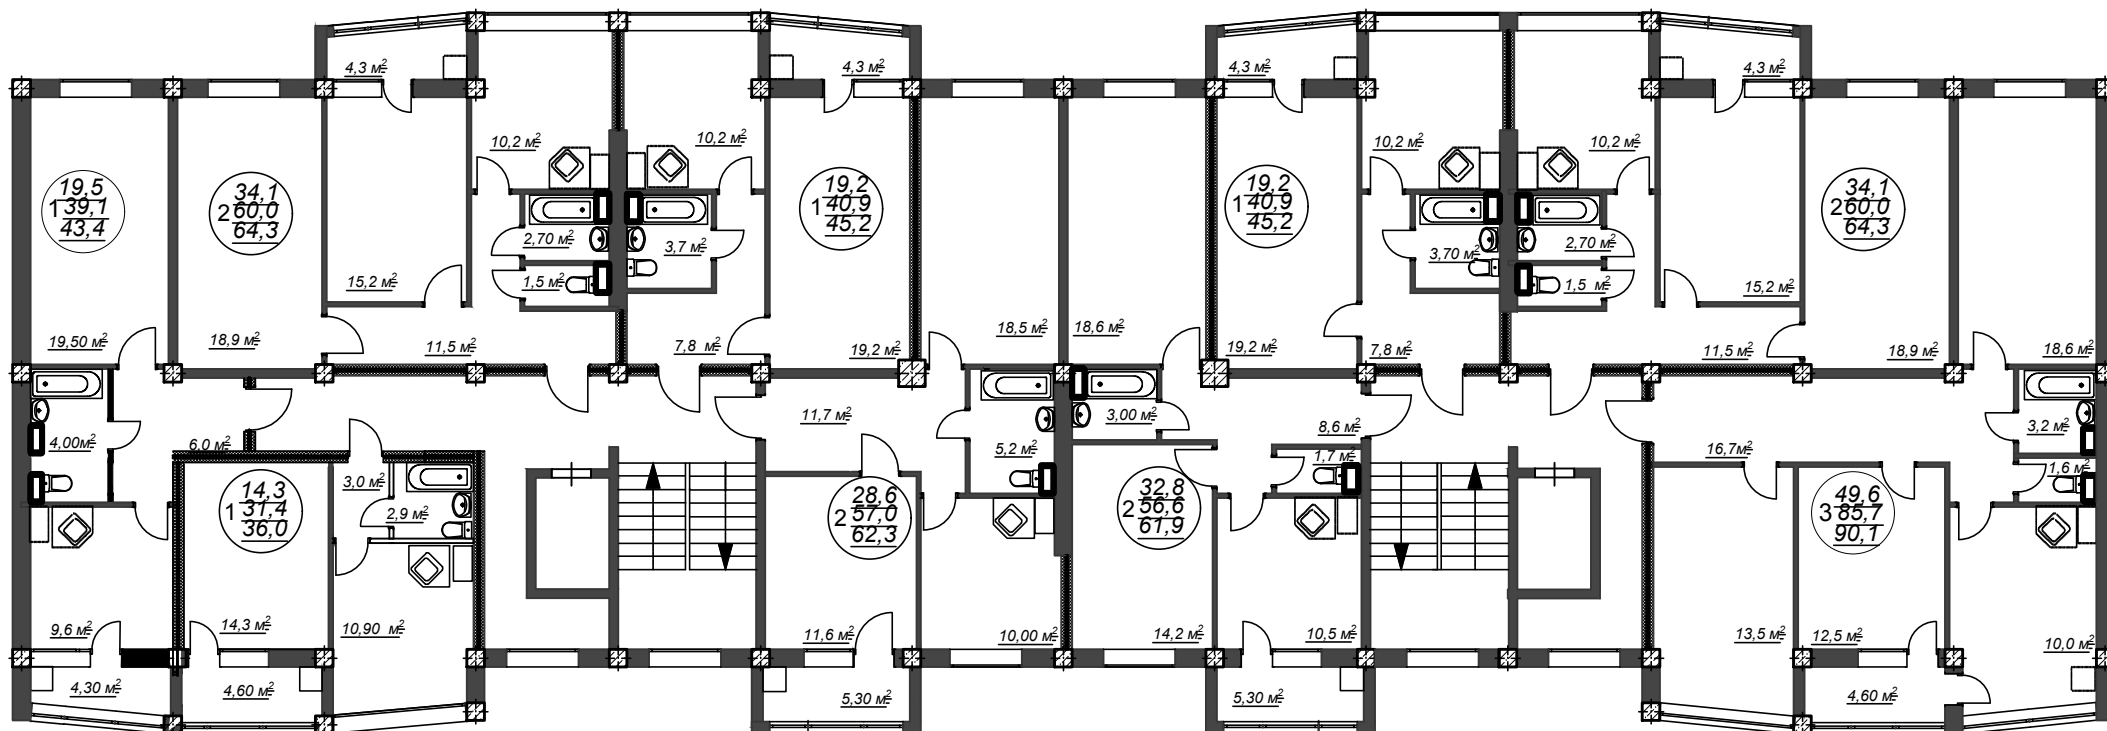 4,3 м²
4,3 м²
4,3 м²
4,3 м²
10,2 м²
10,2 м²
10,2 м²
10,2 м²
19,5
1 39,1
43,4
34,1
2 60,0
64,3
19,2
1 40,9
45,2
19,2
1 40,9
45,2
34,1
2 60,0
64,3
2,70 м²
3,7 м²
3,70 м²
2,70 м²
15,2 м²
1,5 м²
1,5 м²
15,2 м²
19,50 м²
18,9 м²
11,5 м²
7,8 м²
19,2 м²
18,5 м²
18,6 м²
19,2 м²
7,8 м²
11,5 м²
18,9 м²
18,6 м²
4,00м²
6,0 м²
11,7 м²
5,2 м²
3,00 м²
8,6 м²
1,7 м²
16,7м²
3,2 м²
1,6 м²
14,3
1 31,4
36,0
3,0 м²
2,9 м²
28,6
2 57,0
62,3
32,8
2 56,6
61,9
49,6
3 85,7
90,1
9,6 м²
14,3 м²
10,90 м²
11,6 м²
10,00 м²
14,2 м²
10,5 м²
13,5 м²
12,5 м²
10,0 м²
4,30 м²
4,60 м²
5,30 м²
5,30 м²
4,60 м²